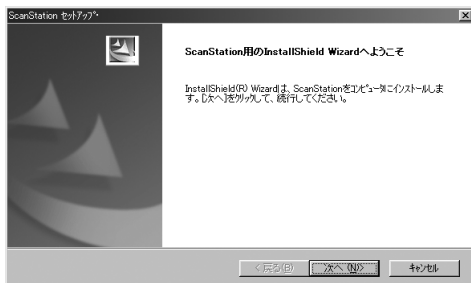 ScanStation セットアップ
ScanStation用のInstallShield Wizardへようこそ
InstallShield(R) Wizardは、ScanStationをコンピュータにインストールしま
す。[次へ]をクリックして、続行してください。
< 戻る(B)
次へ (N)>
キャンセル